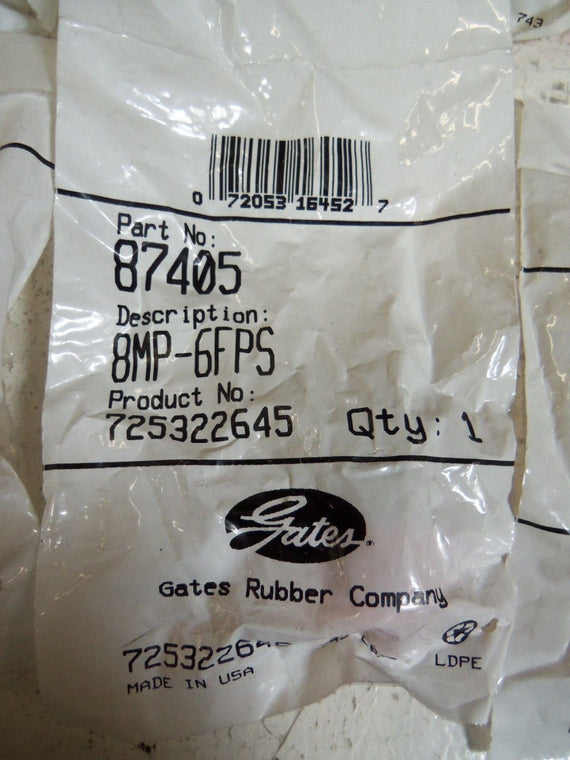 743
0 72053 16452 7
Part No:
87405
Description:
8MP-6FPS
Product No:
725322645 Qty: 1
Gates
Gates Rubber Company
LDPE
MADE IN USA